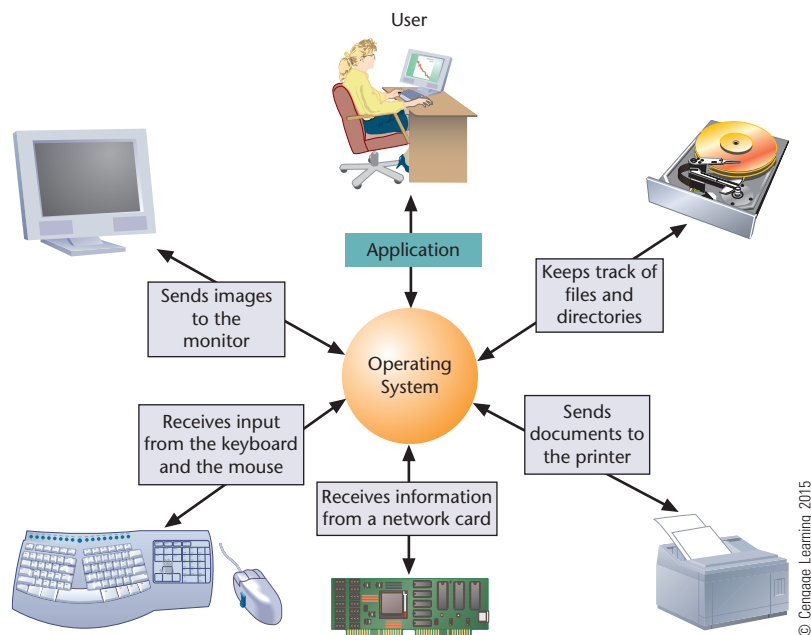 User
Application
Keeps track of
files and
directories
Sends images
to the
monitor
Operating
System
Receives input
from the keyboard
and the mouse
Sends
documents to
the printer
Receives information
from a network card
© Cengage Learning 2015